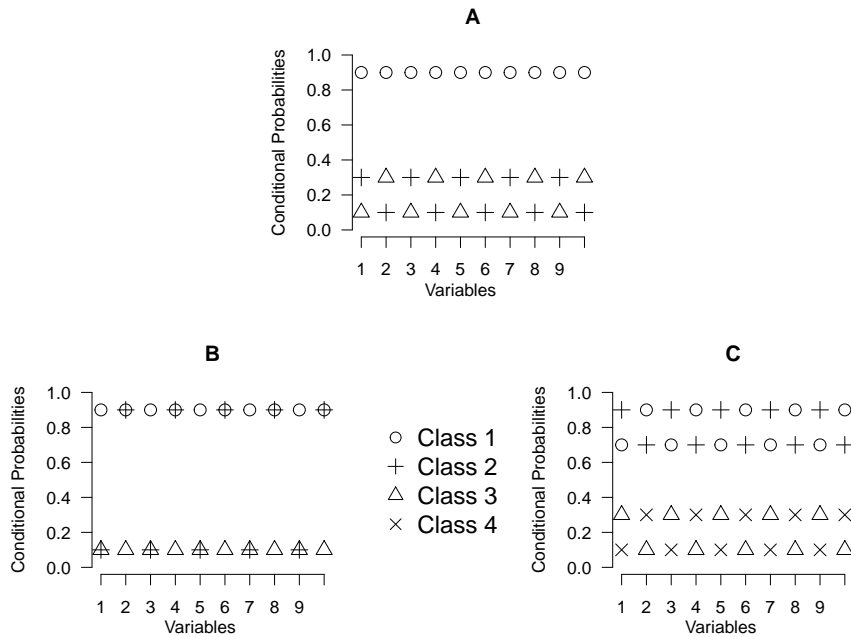 A
Conditional Probabilities
1.0
0.8
0.6
0.4
0.2
0.0
1 2 3 4 5 6 7 8 9
Variables
B
Conditional Probabilities
1.0
0.8
0.6
0.4
0.2
0.0
1 2 3 4 5 6 7 8 9
Variables
Class 1
Class 2
Class 3
Class 4
C
Conditional Probabilities
1.0
0.8
0.6
0.4
0.2
0.0
1 2 3 4 5 6 7 8 9
Variables